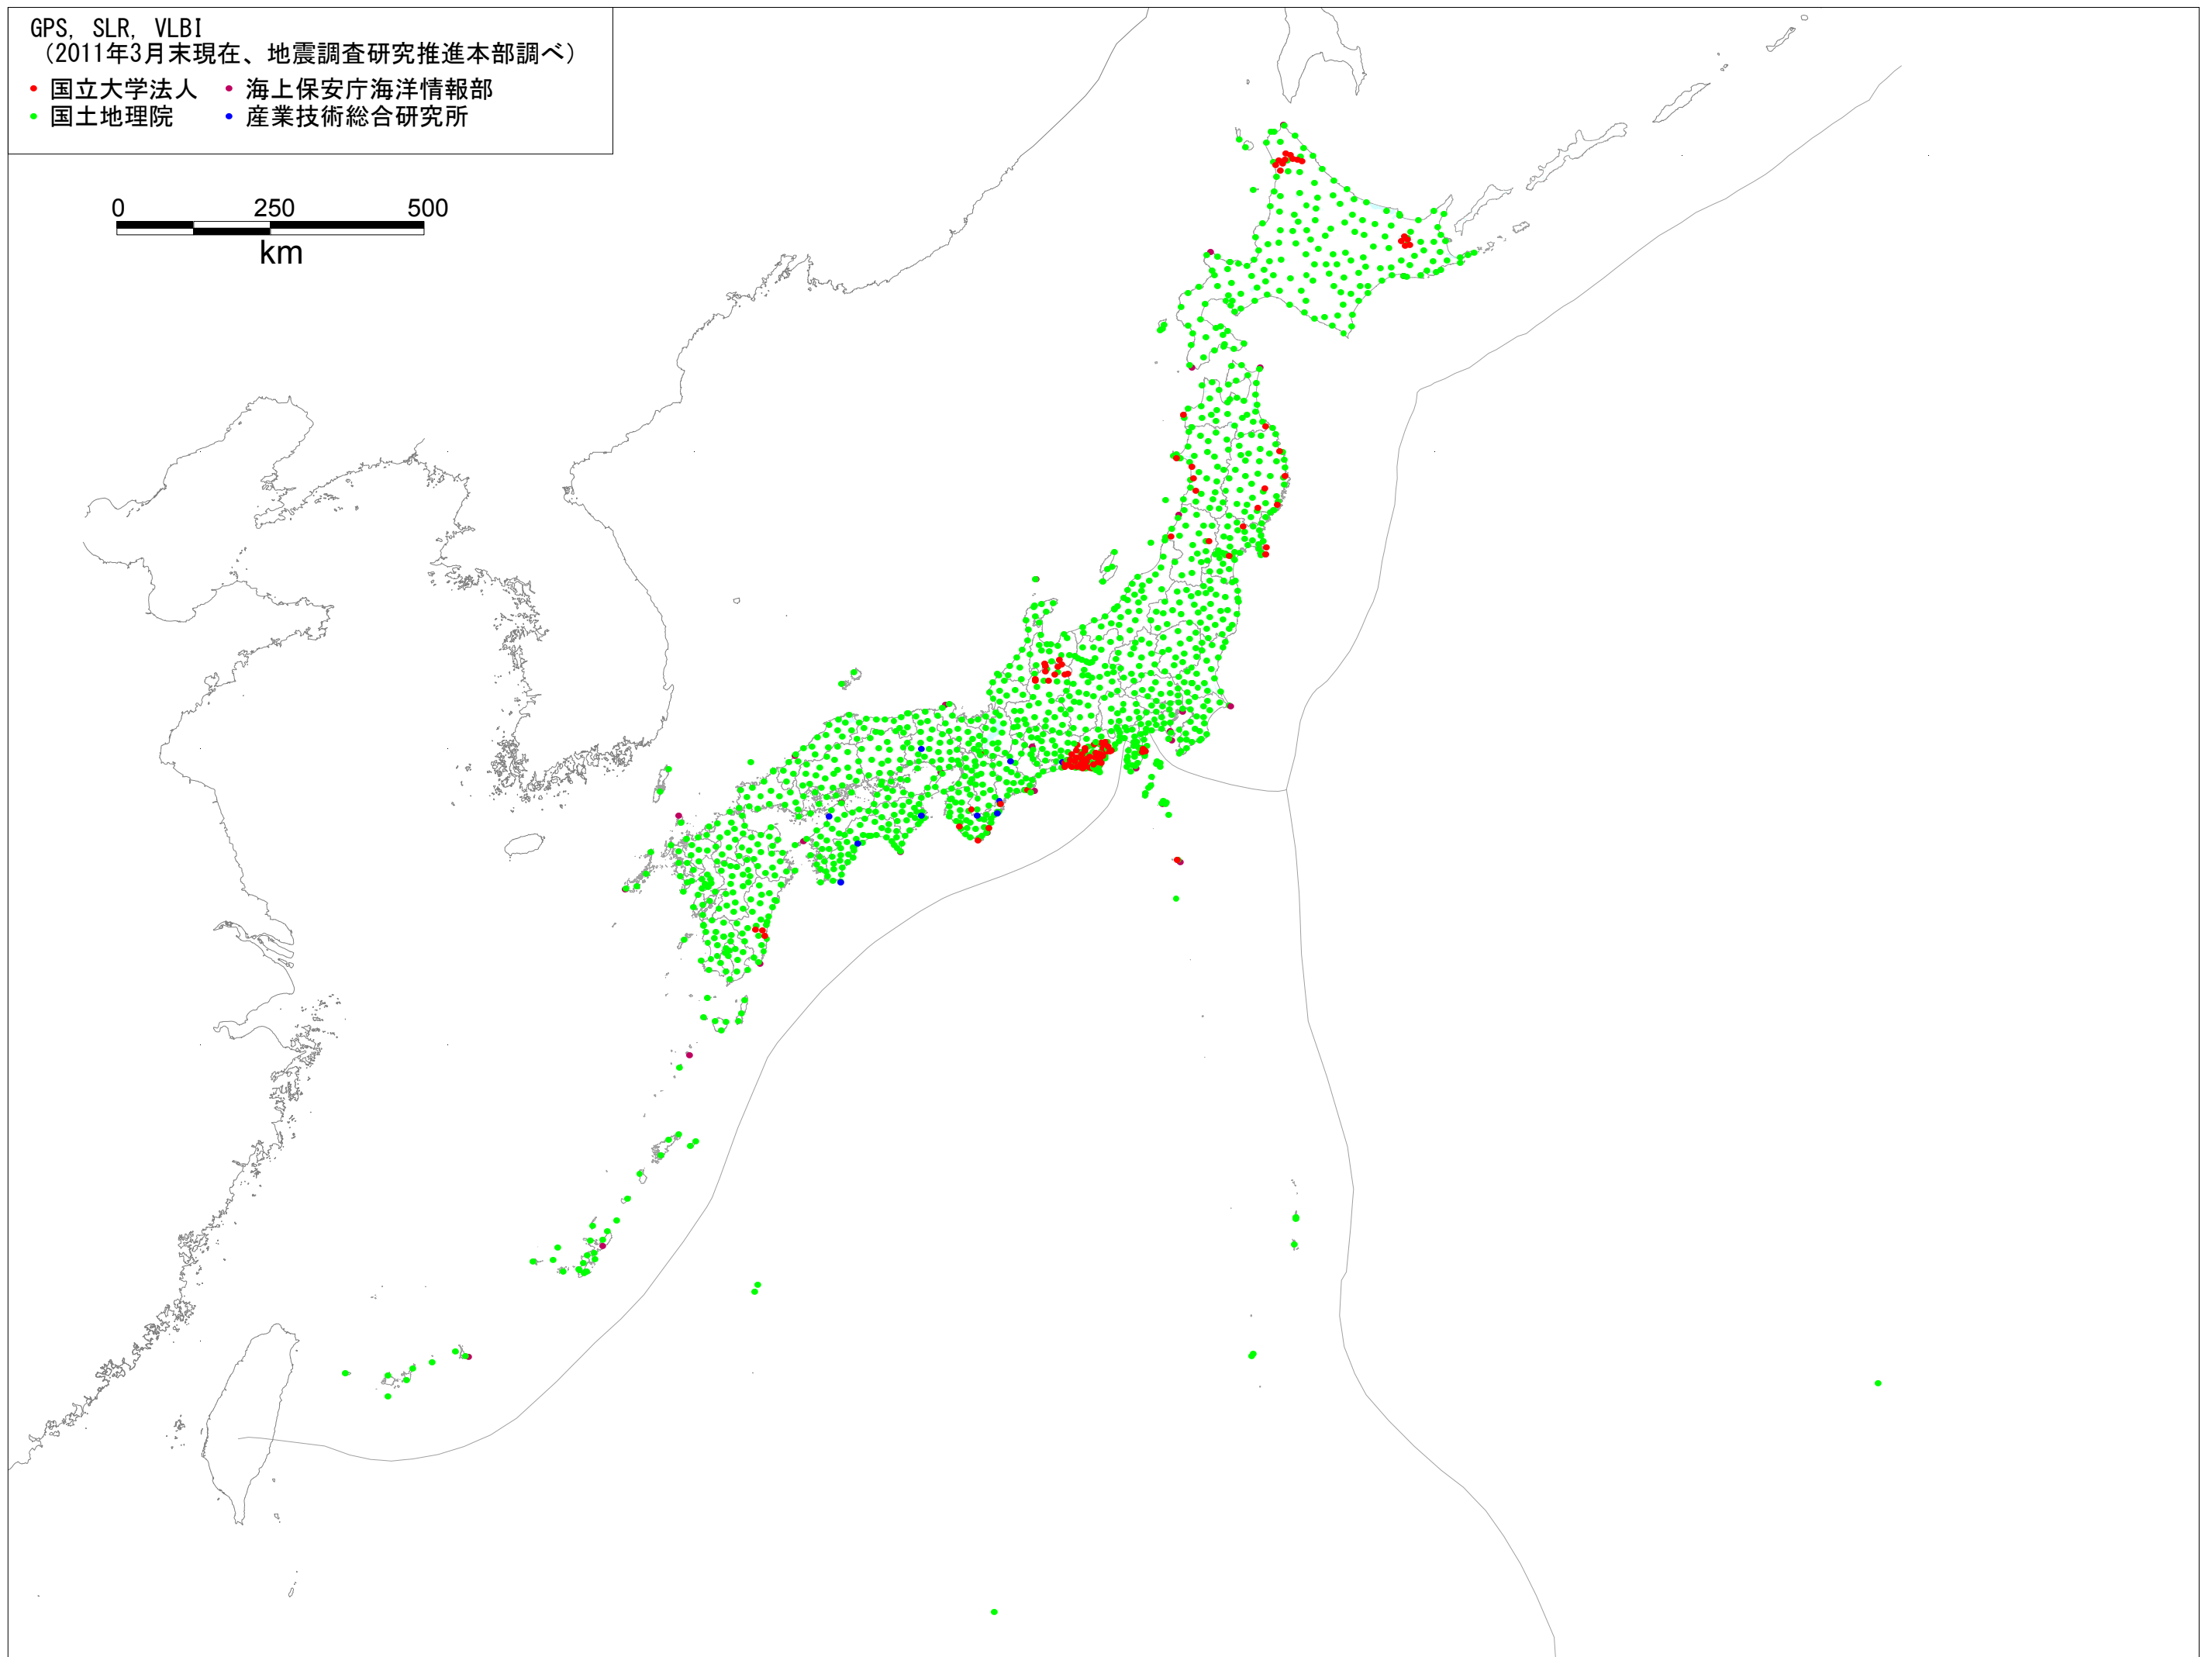 GPS, SLR, VLBI
（2011年3月末現在、地震調査研究推進本部調べ）
国立大学法人 海上保安庁海洋情報部
国土地理院 産業技術総合研究所
0 250 500
km